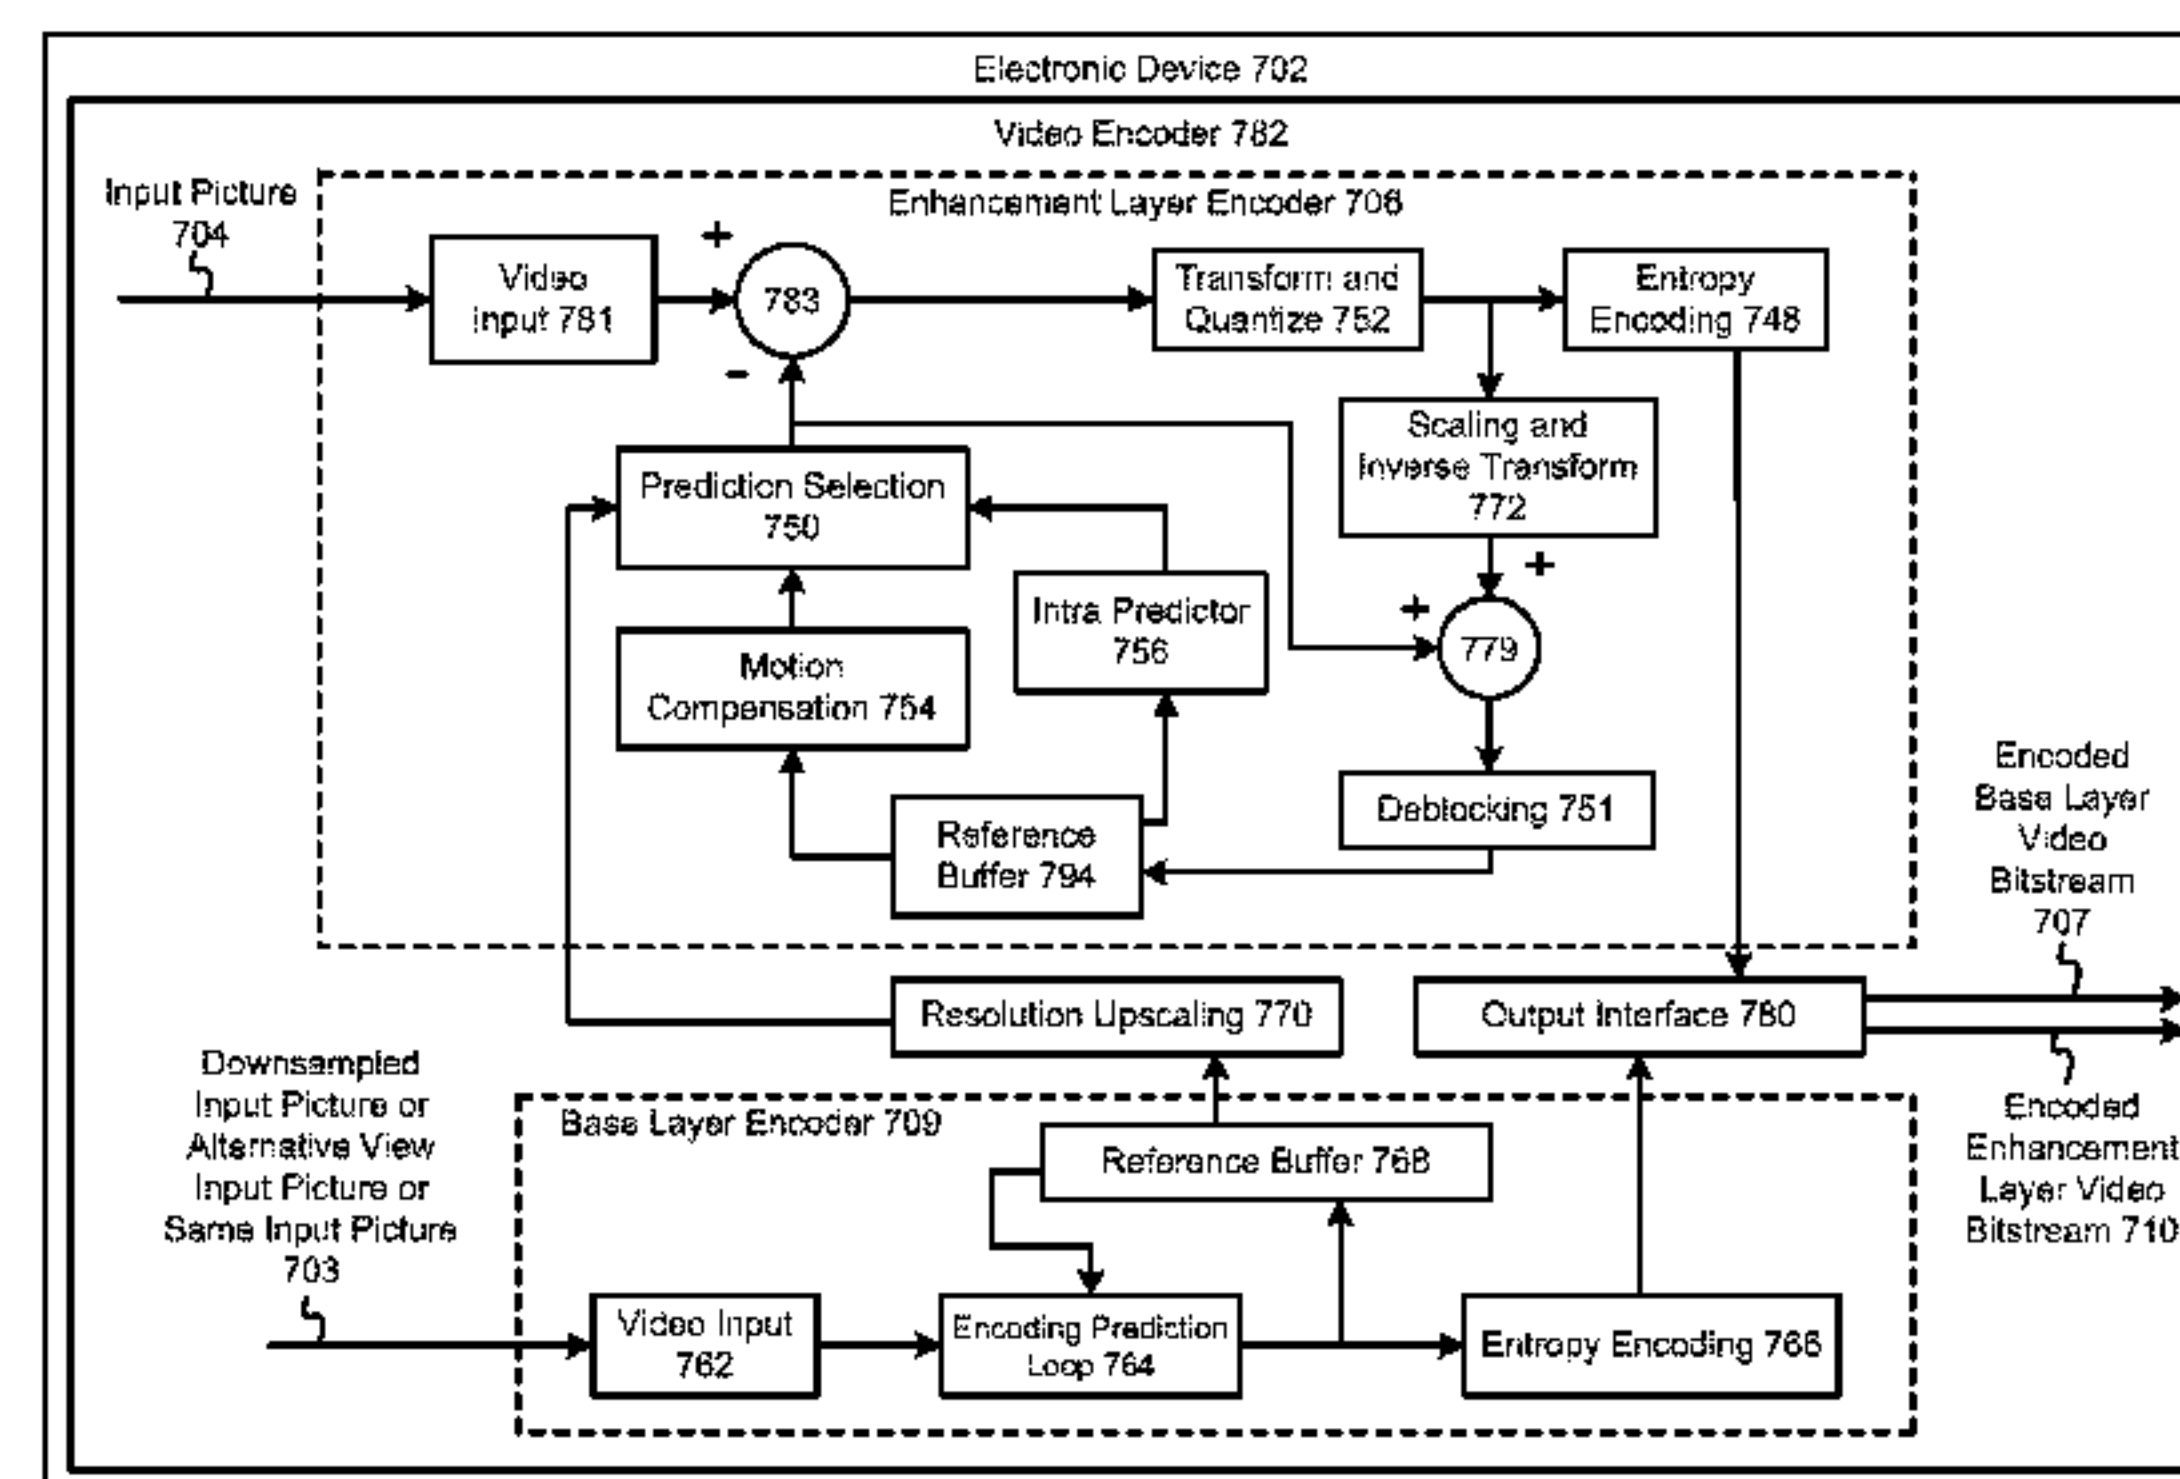 Electronic Device 702
Video Encoder 782
Input Picture
704
Enhancement Layer Encoder 706
+
Video
Input 781
783
-
Transform and
Quantize 752
Entropy
Encoding 748
Scaling and
Inverse Transform
772
+
+
779
Prediction Selection
750
Intra Predictor
756
Motion
Compensation 754
Deblocking 751
Reference
Buffer 794
Encoded
Base Layer
Video
Bitstream
707
Resolution Upscaling 770
Output Interface 780
Downsampled
Input Picture or
Alternative View
Input Picture or
Same Input Picture
703
Base Layer Encoder 709
Reference Buffer 768
Encoded
Enhancement
Layer Video
Bitstream 710
Video Input
762
Encoding Prediction
Loop 764
Entropy Encoding 766